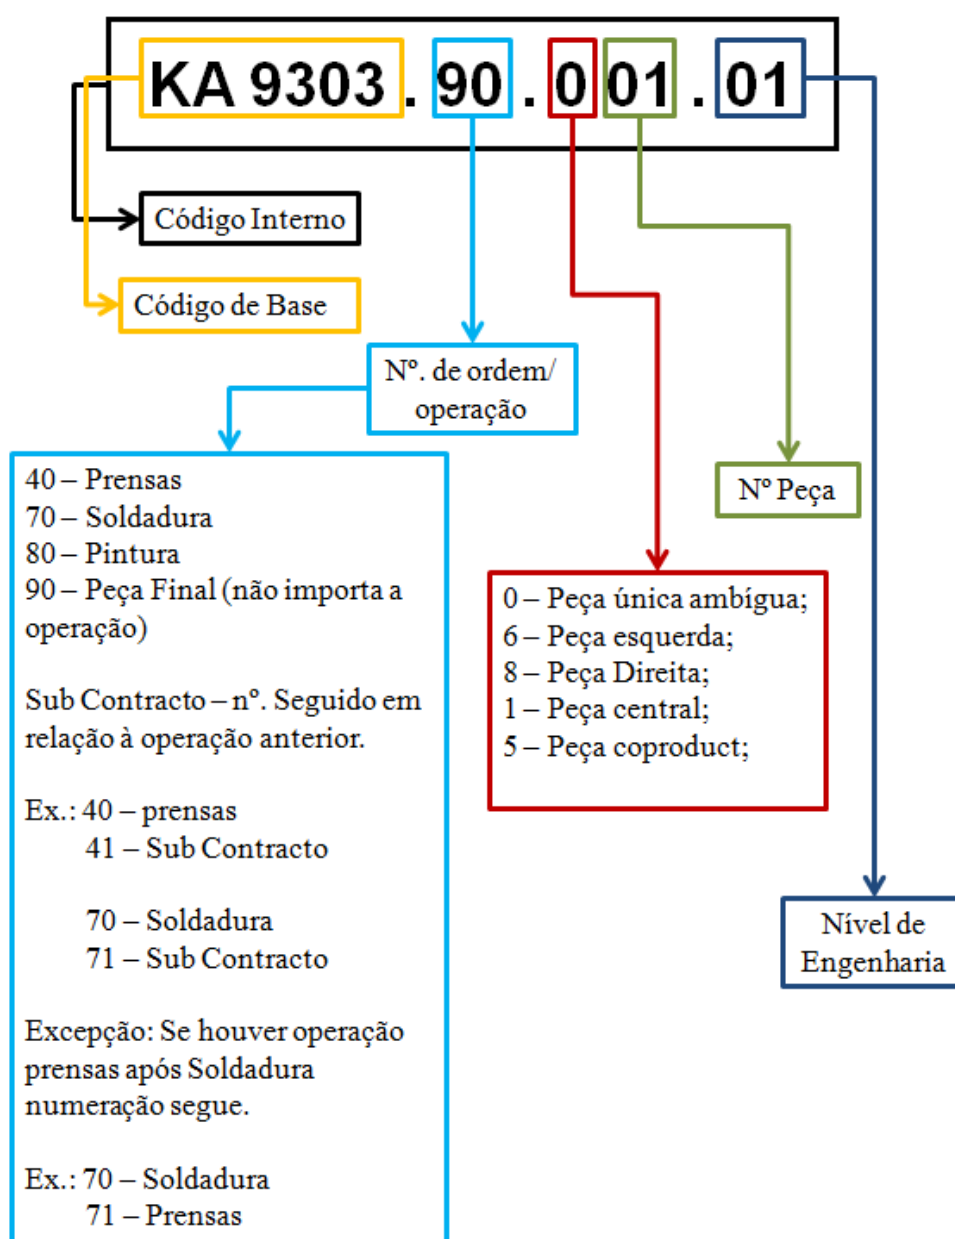 KA 9303 . 90 . 0 01 . 01
Código Interno
Código de Base
Nº. de ordem/
operação
40 – Prensas
70 – Soldadura
80 – Pintura
90 – Peça Final (não importa a
operação)
Sub Contracto – nº. Seguido em
relação à operação anterior.
Ex.: 40 – prensas
41 – Sub Contracto
70 – Soldadura
71 – Sub Contracto
Excepção: Se houver operação
prensas após Soldadura
numeração segue.
Ex.: 70 – Soldadura
71 – Prensas
Nº Peça
0 – Peça única ambígua;
6 – Peça esquerda;
8 – Peça Direita;
1 – Peça central;
5 – Peça coproduct;
Nível de
Engenharia